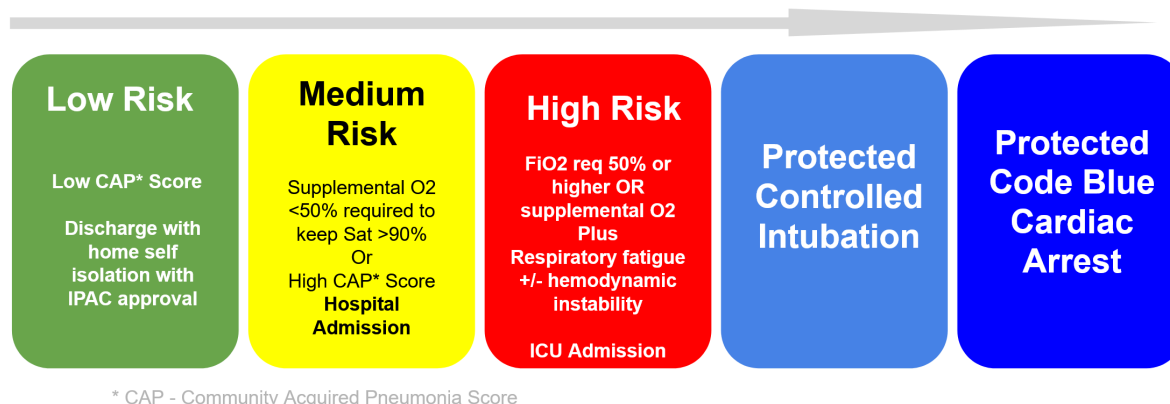 Low Risk
Low CAP* Score
Discharge with
home self
isolation with
IPAC approval
Medium
Risk
Supplemental O2
<50% required to
keep Sat >90%
Or
High CAP* Score
Hospital
Admission
High Risk
FiO2 req 50% or
higher OR
supplemental O2
Plus
Respiratory fatigue
+/- hemodynamic
instability
ICU Admission
Protected
Controlled
Intubation
Protected
Code Blue
Cardiac
Arrest
* CAP - Community Acquired Pneumonia Score